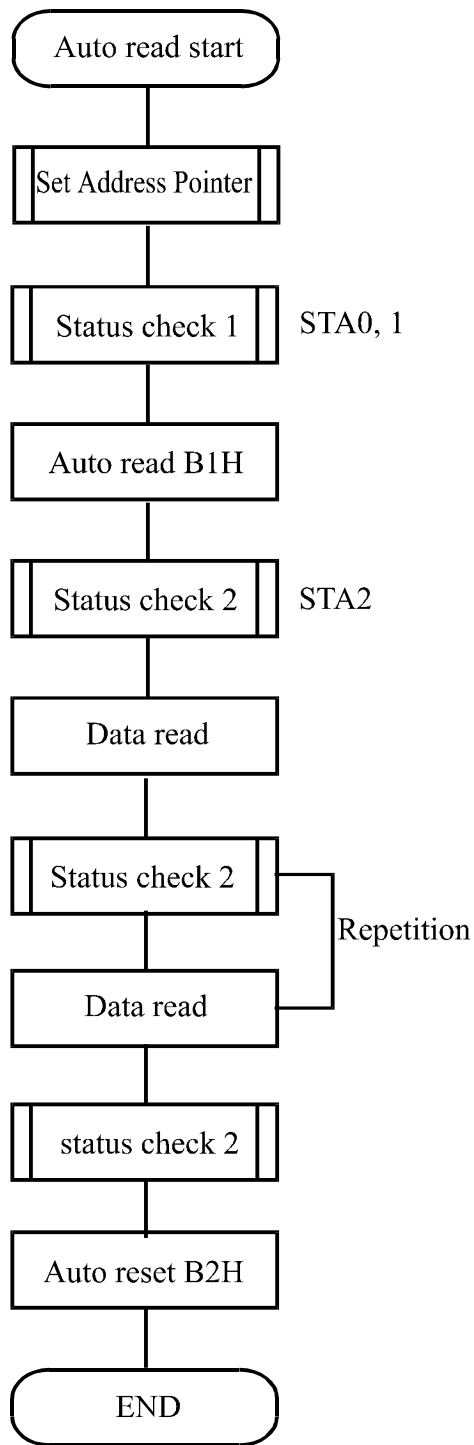 Auto read start
Set Address Pointer
Status check 1
STA0, 1
Auto read B1H
Status check 2
STA2
Data read
Status check 2
Repetition
Data read
status check 2
Auto reset B2H
END